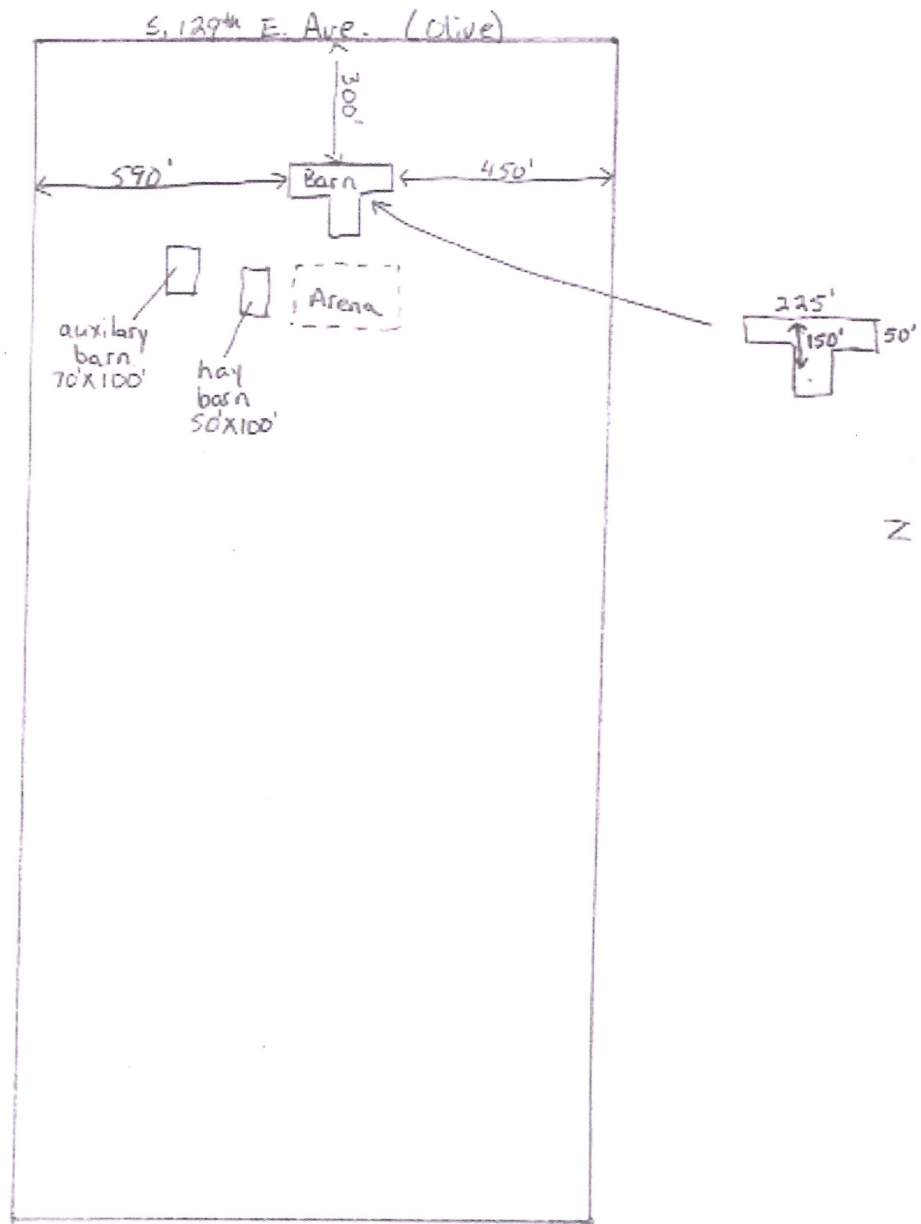 S. 129th E. Ave. (Olive)
300'
590'
Barn
450'
Arena
auxilary
barn
70'X100'
hay
barn
50'X100'
225'
150'
50'
Z